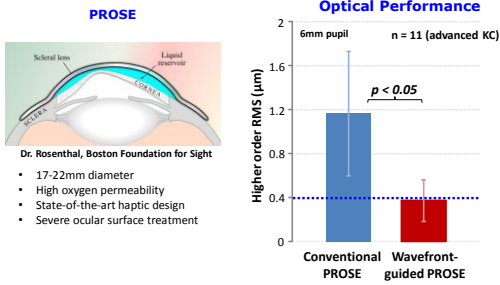 PROSE
Scleral lens
Liquid
reservoir
CORNEA
SCLERA
Dr. Rosenthal, Boston Foundation for Sight
• 17-22mm diameter
• High oxygen permeability
• State-of-the-art haptic design
• Severe ocular surface treatment
Optical Performance
6mm pupil
n = 11 (advanced KC)
p < 0.05
Higher order RMS (µm)
2
1.6
1.2
0.8
0.4
0
Conventional
PROSE
Wavefront-
guided PROSE